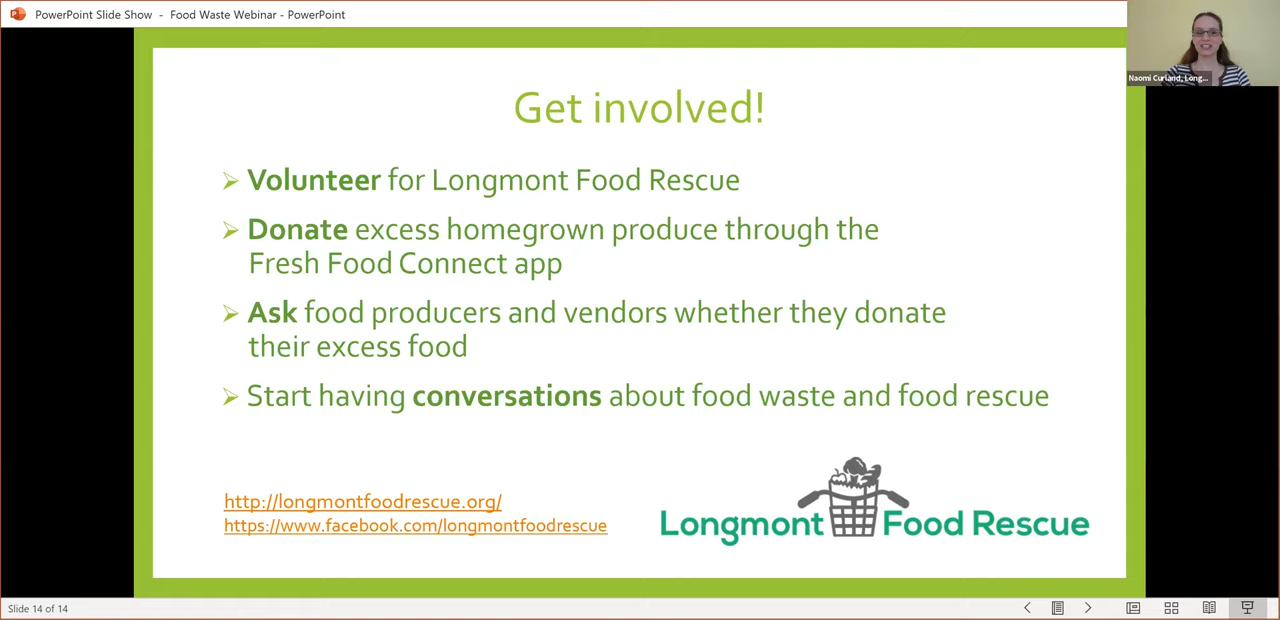 PowerPoint Slide Show - Food Waste Webinar - PowerPoint
Naomi Curland, Long...
Get involved!
Volunteer for Longmont Food Rescue
Donate excess homegrown produce through the
Fresh Food Connect app
Ask food producers and vendors whether they donate
their excess food
Start having conversations about food waste and food rescue
http://longmontfoodrescue.org/
https://www.facebook.com/longmontfoodrescue
Longmont Food Rescue
Slide 14 of 14